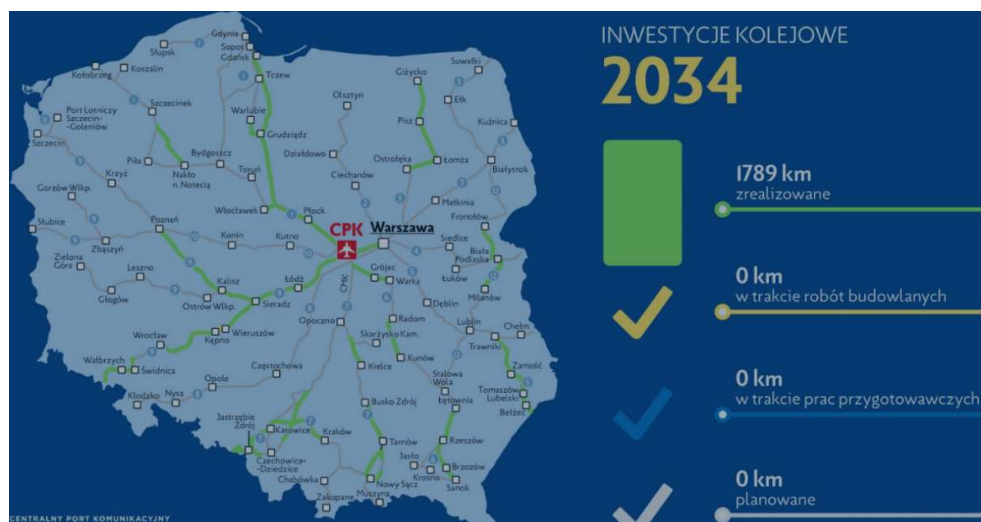 INWESTYCJE KOLEJOWE
2034
1789 km
zrealizowane
0 km
w trakcie robót budowlanych
0 km
w trakcie prac przygotowawczych
0 km
planowane
Gdynia
Sopot
Gdańsk
Słupsk
Koszalin
Kołobrzeg
Tczew
Giżycko
Suwałki
Olsztyn
Ełk
Port Lotniczy
Szczecin-
-Goleniów
Szczecinek
Warlubie
Pisz
Kuźnica
Szczecin
Grudziądz
Działdowo
Ostrołęka
Łomża
Białystok
Piła
Bydgoszcz
Krzyż
Nakło
n. Notecią
Toruń
Ciechanów
Małkinia
Gorzów Wlkp.
Włocławek
Płock
Fronołów
Słubice
Poznań
CPK
Warszawa
Konin
Kutno
Siedlce
Zbąszyń
Biała
Podlaska
Zielona
Góra
Leszno
Łódź
Grójec
Łuków
Kalisz
CMK
Warka
Głogów
Ostrów Wlkp.
Sieradz
Dęblin
Milanów
Opoczno
Radom
Lublin
Chełm
Wrocław
Wieruszów
Kępno
Skarżysko Kam.
Trawniki
Wałbrzych
Świdnica
Częstochowa
Kielce
Kunów
Zamość
Opole
Stalowa
Wola
Tomaszów
Lubelski
Kłodzko
Nysa
Busko Zdrój
Łętownia
Bełżec
Jastrzębie
Zdrój
Katowice
Kraków
Tarnów
Rzeszów
Czechowice-
-Dziedzice
Jasło
Brzozów
Chabówka
Nowy Sącz
Krosno
Sanok
Zakopane
Muszyna
CENTRALNY PORT KOMUNIKACYJNY